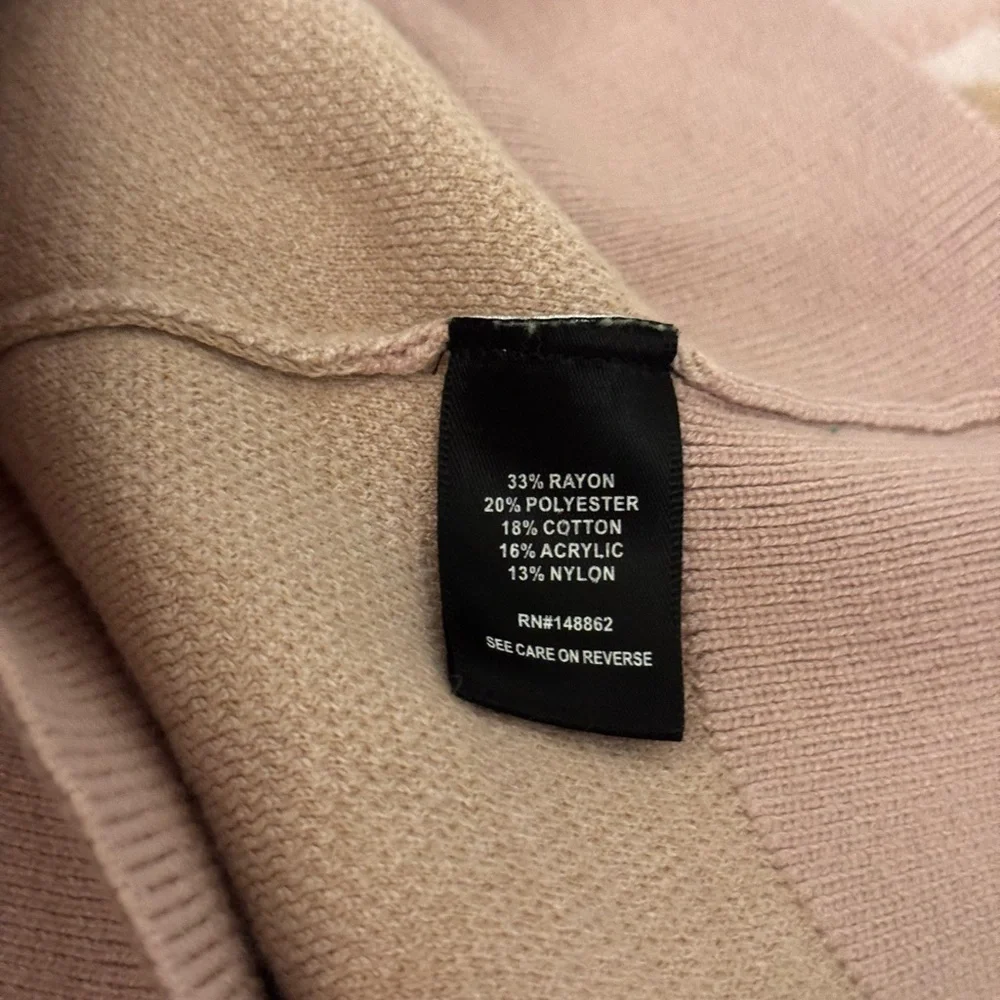 33% RAYON
20% POLYESTER
18% COTTON
16% ACRYLIC
13% NYLON
RN#148862
SEE CARE ON REVERSE